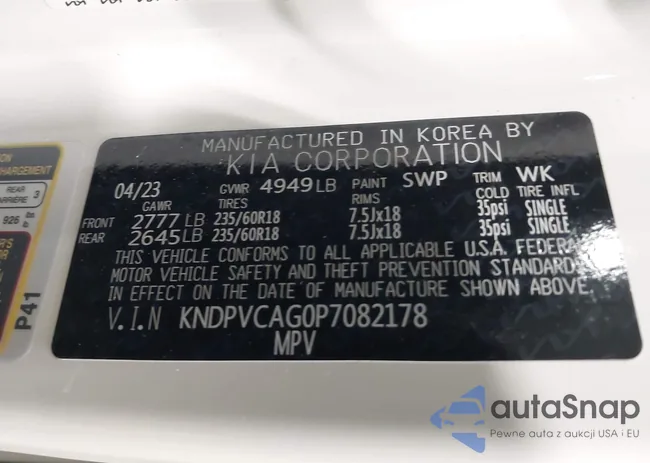 MANUFACTURED IN KOREA BY
KIA CORPORATION
04/23 GVWR 4949 LB PAINT SWP TRIM WK
GAWR TIRES RIMS COLD TIRE INFL
FRONT 2777 LB 235/60R18 7.5Jx18 35psi SINGLE
REAR 2645 LB 235/60R18 7.5Jx18 35psi SINGLE
THIS VEHICLE CONFORMS TO ALL APPLICABLE U.S.A. FEDERAL
MOTOR VEHICLE SAFETY AND THEFT PREVENTION STANDARDS
IN EFFECT ON THE DATE OF MANUFACTURE SHOWN ABOVE.
V.I.N KNDPVCAG0P7082178
MPV
REAR
3
926
P41
autaSnap
Pewne auta z aukcji USA i EU